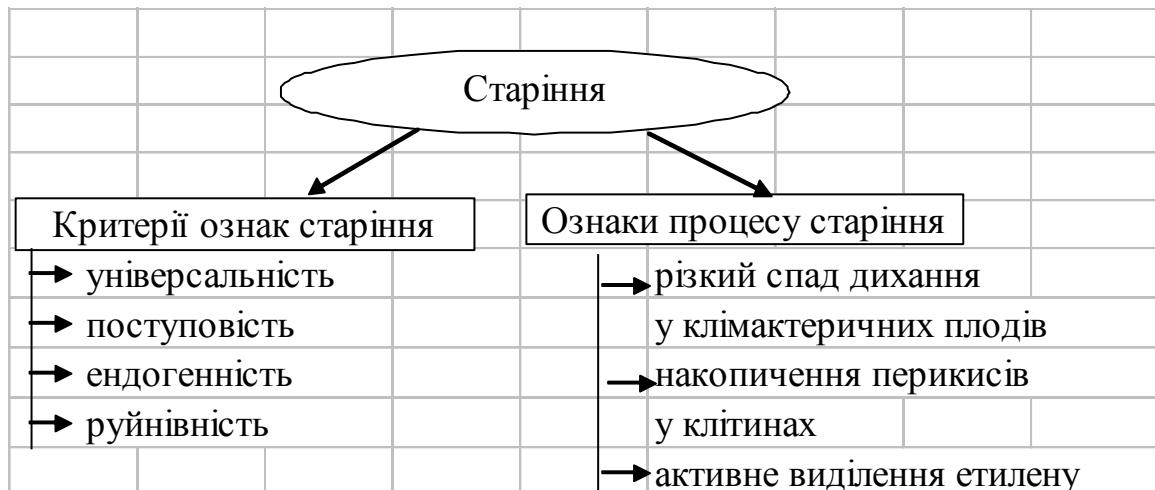 Старіння
Критерії ознак старіння
універсальність
поступовість
ендогенність
руйнівність
Ознаки процесу старіння
різкий спад дихання
у клімактеричних плодів
накопичення перикисів
у клітинах
активне виділення етилену